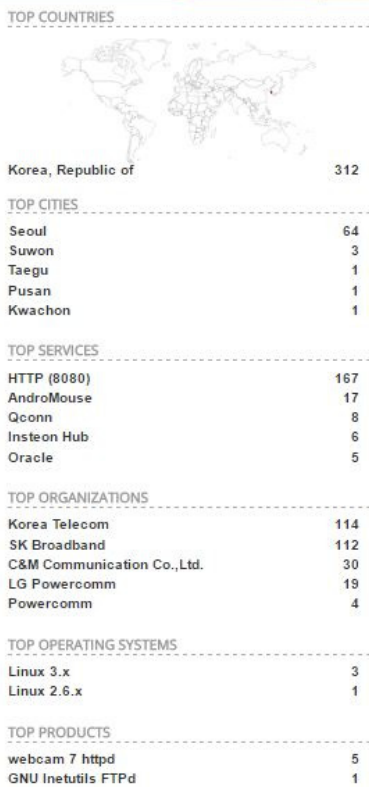 TOP COUNTRIES
Korea, Republic of 312
TOP CITIES
Seoul 64
Suwon 3
Taegu 1
Pusan 1
Kwachon 1
TOP SERVICES
HTTP (8080) 167
AndroMouse 17
Qconn 8
Insteon Hub 6
Oracle 5
TOP ORGANIZATIONS
Korea Telecom 114
SK Broadband 112
C&M Communication Co.,Ltd. 30
LG Powercomm 19
Powercomm 4
TOP OPERATING SYSTEMS
Linux 3.x 3
Linux 2.6.x 1
TOP PRODUCTS
webcam 7 httpd 5
GNU Inetutils FTPd 1